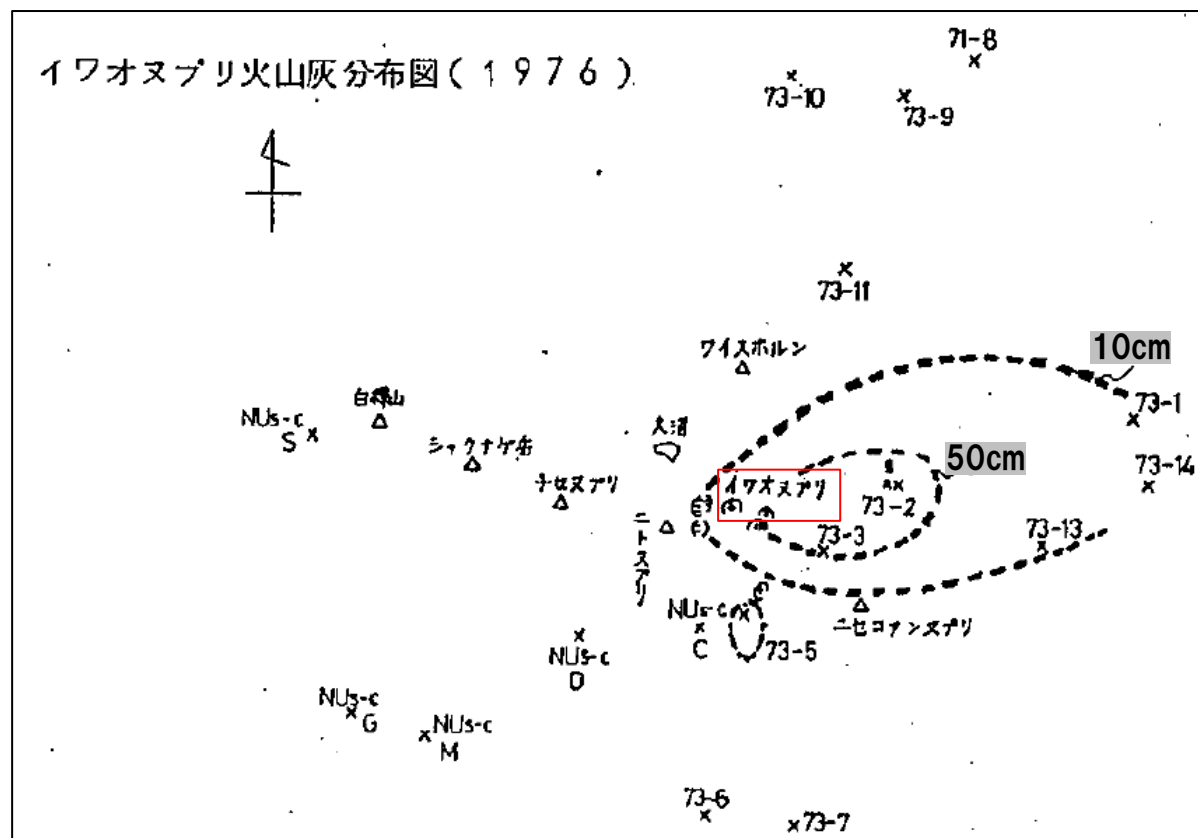 イワオヌプリ火山灰分布図(1976)
71-8
73-10
73-9
73-11
ワイスホルン
10cm
73-1
白樺山
NUs-c
S
シャクナゲ岳
大沼
チセヌプリ
イワオヌプリ
50cm
73-14
73-2
ニトヌプリ
73-3
73-13
NUs-c
C
ニセコアンヌプリ
73-5
NUs-c
D
NUs-c
G
NUs-c
M
73-6
73-7